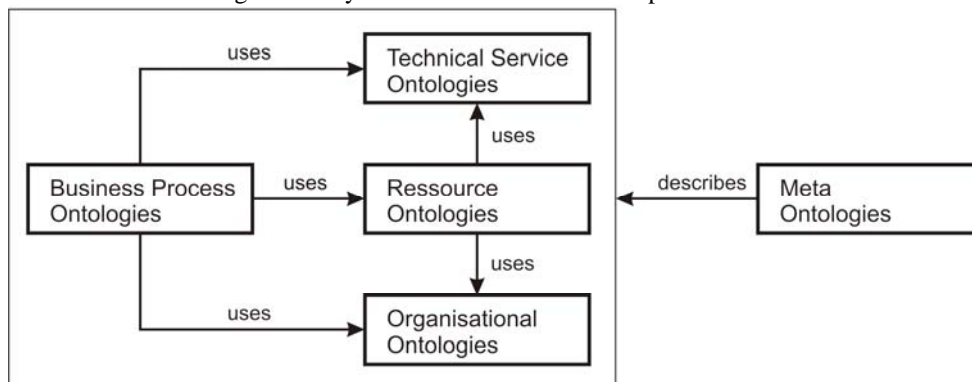 uses
Technical Service
Ontologies
uses
Business Process
Ontologies
uses
Ressource
Ontologies
describes
Meta
Ontologies
uses
uses
Organisational
Ontologies